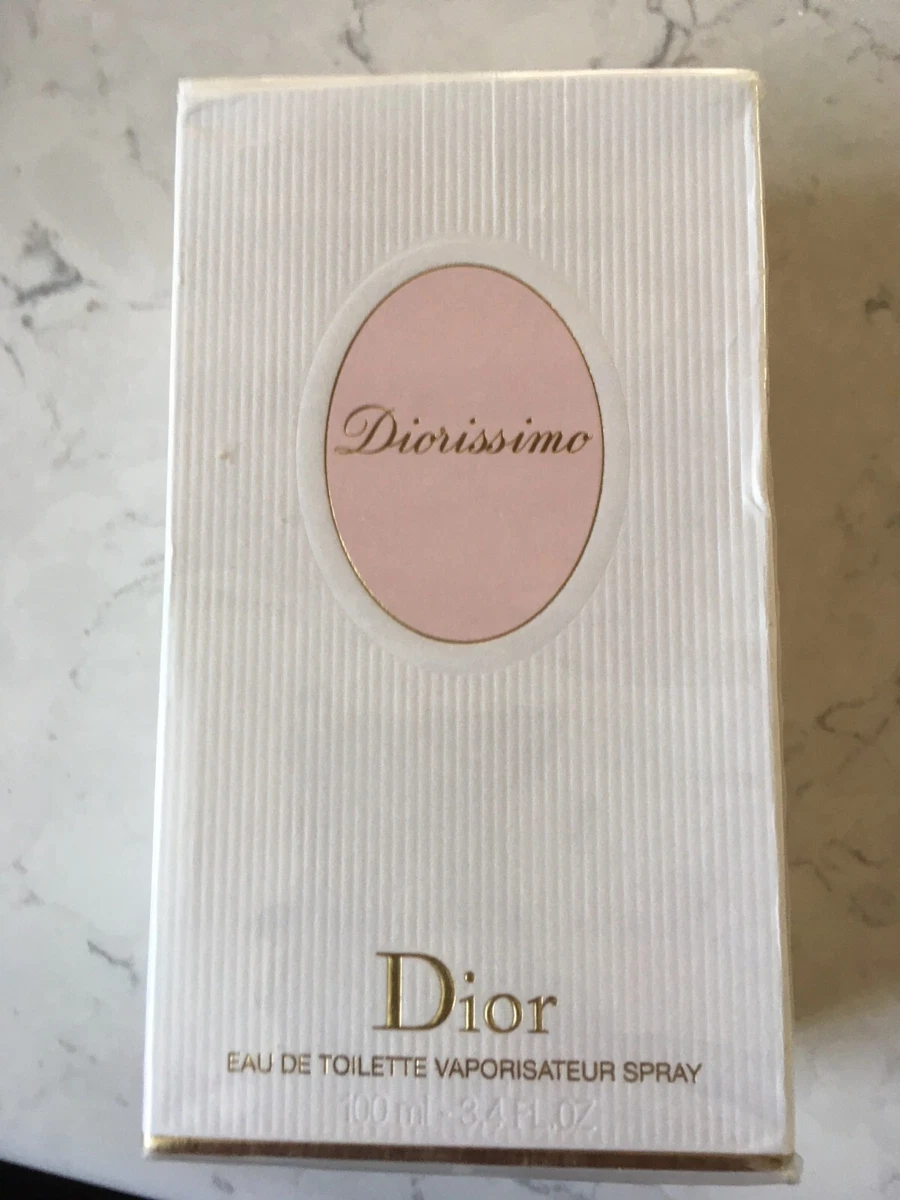 Diorissimo
Dior
EAU DE TOILETTE VAPORISATEUR SPRAY
100 ml - 3.4 FL.OZ